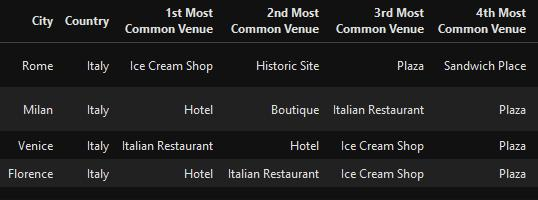 City Country 1st Most Common Venue 2nd Most Common Venue 3rd Most Common Venue 4th Most Common Venue
Rome Italy Ice Cream Shop Historic Site Plaza Sandwich Place
Milan Italy Hotel Boutique Italian Restaurant Plaza
Venice Italy Italian Restaurant Hotel Ice Cream Shop Plaza
Florence Italy Hotel Italian Restaurant Ice Cream Shop Plaza